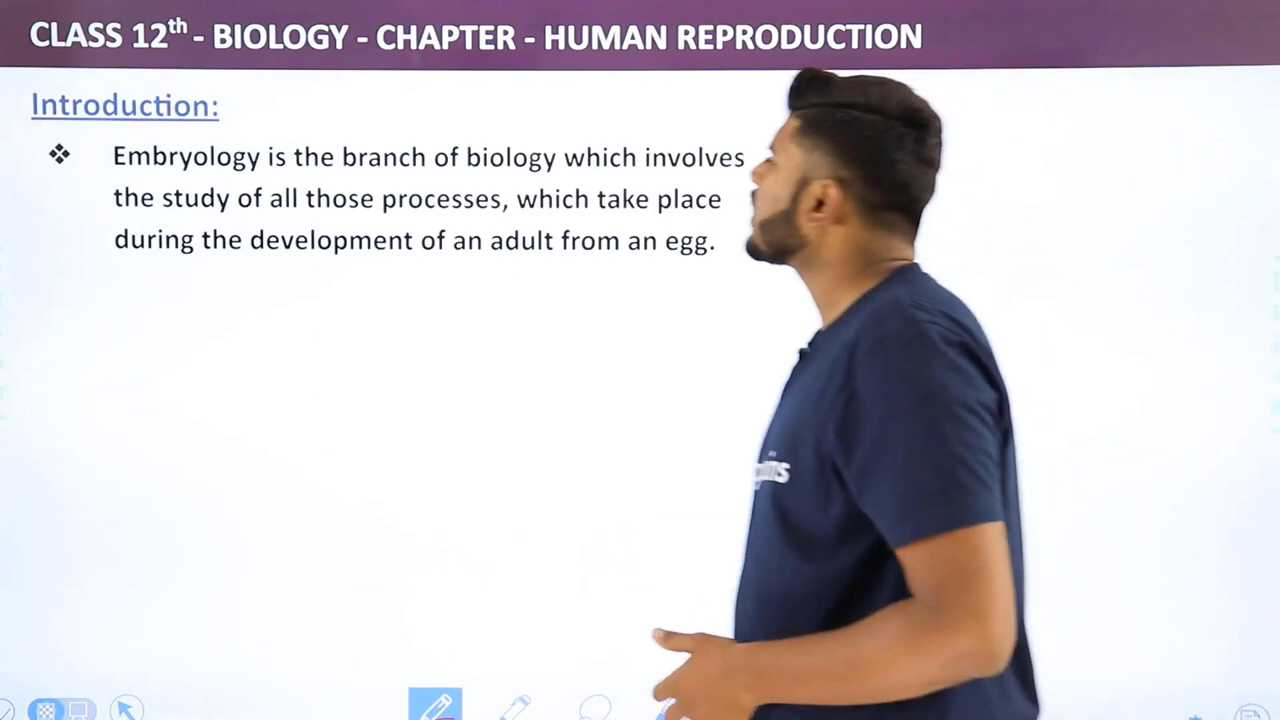 CLASS 12th - BIOLOGY - CHAPTER - HUMAN REPRODUCTION
Introduction:
❖ Embryology is the branch of biology which involves
the study of all those processes, which take place
during the development of an adult from an egg.